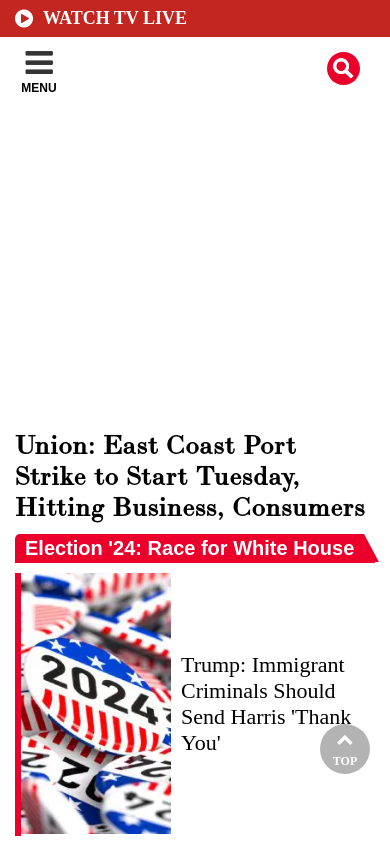 WATCH TV LIVE
MENU
Union: East Coast Port
Strike to Start Tuesday,
Hitting Business, Consumers
Election '24: Race for White House
2024
Trump: Immigrant
Criminals Should
Send Harris 'Thank
You'
TOP